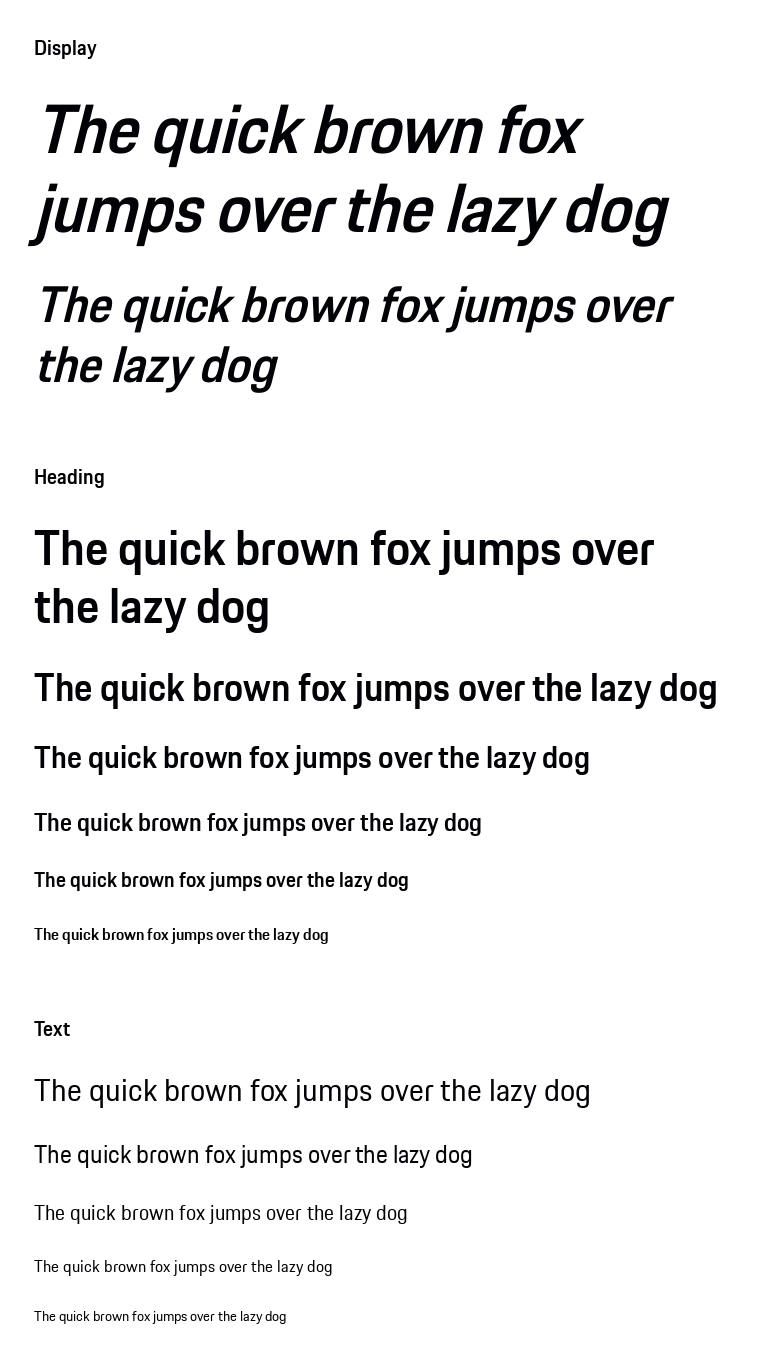 Display
The quick brown fox
jumps over the lazy dog
The quick brown fox jumps over
the lazy dog
Heading
The quick brown fox jumps over
the lazy dog
The quick brown fox jumps over the lazy dog
The quick brown fox jumps over the lazy dog
The quick brown fox jumps over the lazy dog
The quick brown fox jumps over the lazy dog
The quick brown fox jumps over the lazy dog
Text
The quick brown fox jumps over the lazy dog
The quick brown fox jumps over the lazy dog
The quick brown fox jumps over the lazy dog
The quick brown fox jumps over the lazy dog
The quick brown fox jumps over the lazy dog